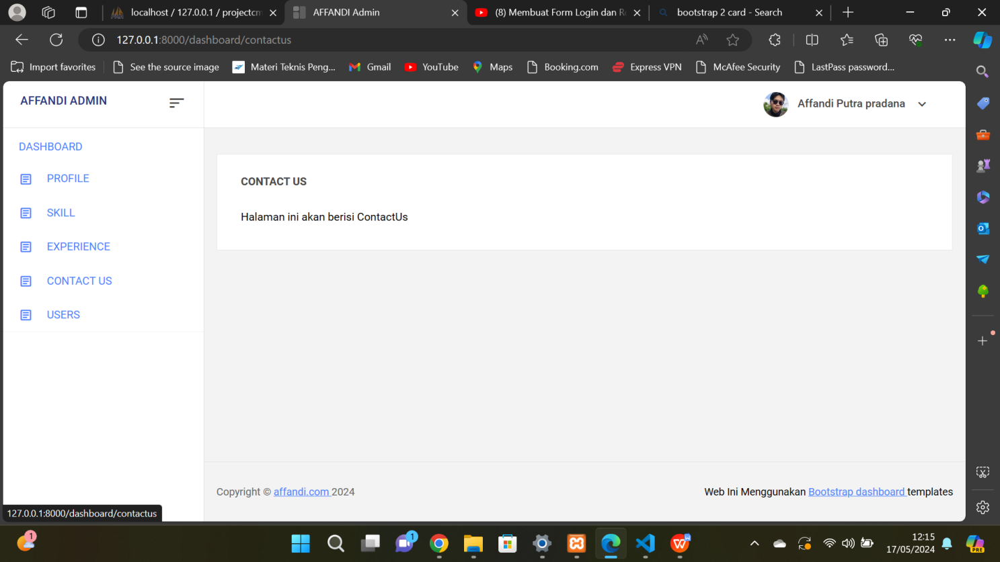 localhost / 127.0.0.1 / projectcm
AFFANDI Admin
(8) Membuat Form Login dan Re
bootstrap 2 card - Search
127.0.0.1:8000/dashboard/contactus
Import favorites
See the source image
Materi Teknis Peng...
Gmail
YouTube
Maps
Booking.com
Express VPN
McAfee Security
LastPass password...
AFFANDI ADMIN
Affandi Putra pradana
DASHBOARD
PROFILE
SKILL
EXPERIENCE
CONTACT US
USERS
CONTACT US
Halaman ini akan berisi ContactUs
Copyright © affandi.com 2024
Web Ini Menggunakan Bootstrap dashboard templates
127.0.0.1:8000/dashboard/contactus
1
1
12:15
17/05/2024
PRE